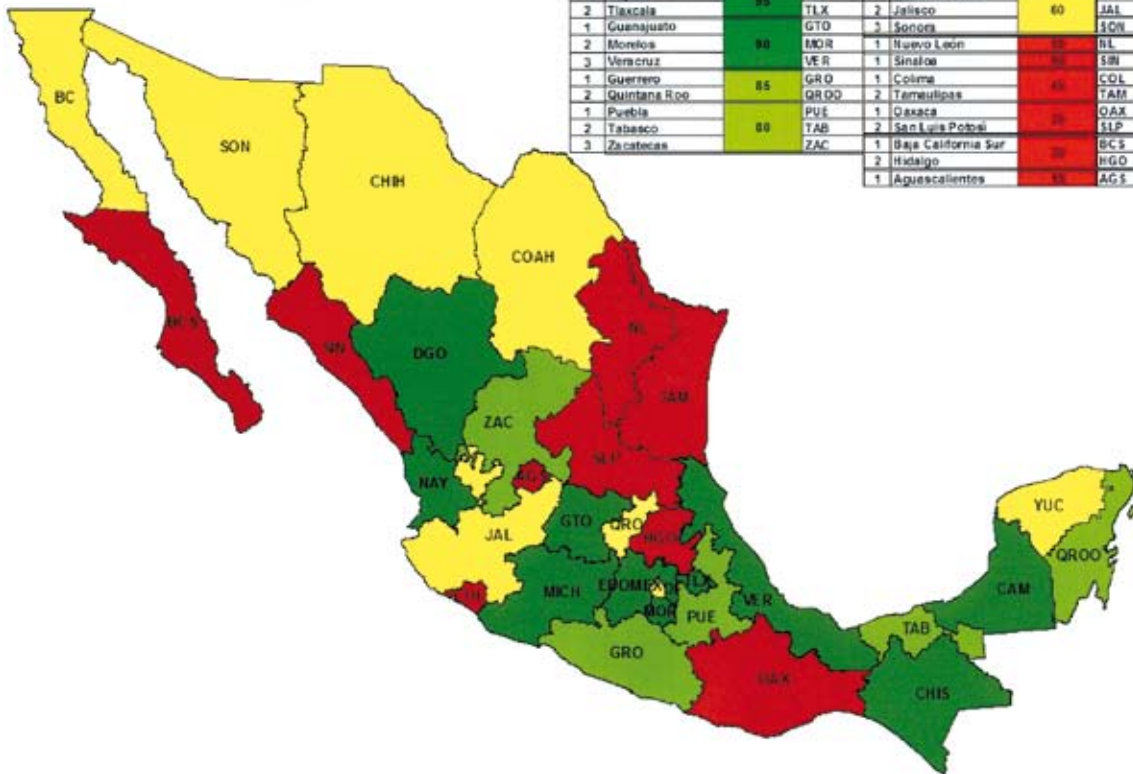 95
2 Tlaxcala TLX
1 Guanajuato GTO
2 Morelos 90 MOR
3 Veracruz VER
1 Guerrero GRO
85
2 Quintana Roo QROO
1 Puebla PUE
2 Tabasco 80 TAB
3 Zacatecas ZAC
2 Jalisco 60 JAL
3 Sonora SON
1 Nuevo León NL
1 Sinaloa SIN
1 Colima COL
45
2 Tamaulipas TAM
1 Oaxaca OAX
2 San Luis Potosí SLP
1 Baja California Sur BCS
2 Hidalgo HGO
1 Aguascalientes AGS
BC
SON
CHIH
COAH
BCS
SIN
DGO
NL
TAM
ZAC
SLP
AGS
NAY
JAL
GTO
QRO
HGO
YUC
QROO
CAM
MICH
EDOMEX
DF
TLX
MOR
PUE
VER
GRO
TAB
OAX
CHIS